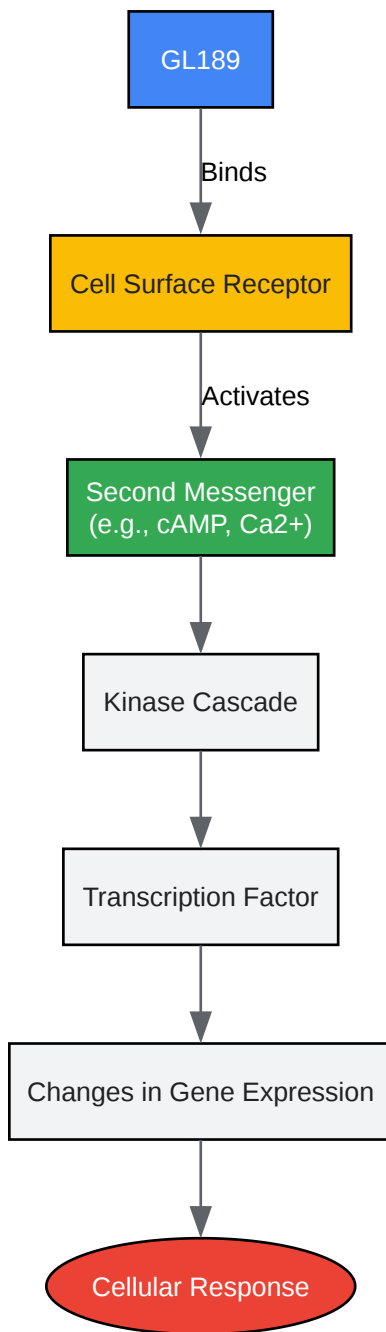 GL189
Binds
Cell Surface Receptor
Activates
Second Messenger
(e.g., cAMP, Ca2+)
Kinase Cascade
Transcription Factor
Changes in Gene Expression
Cellular Response